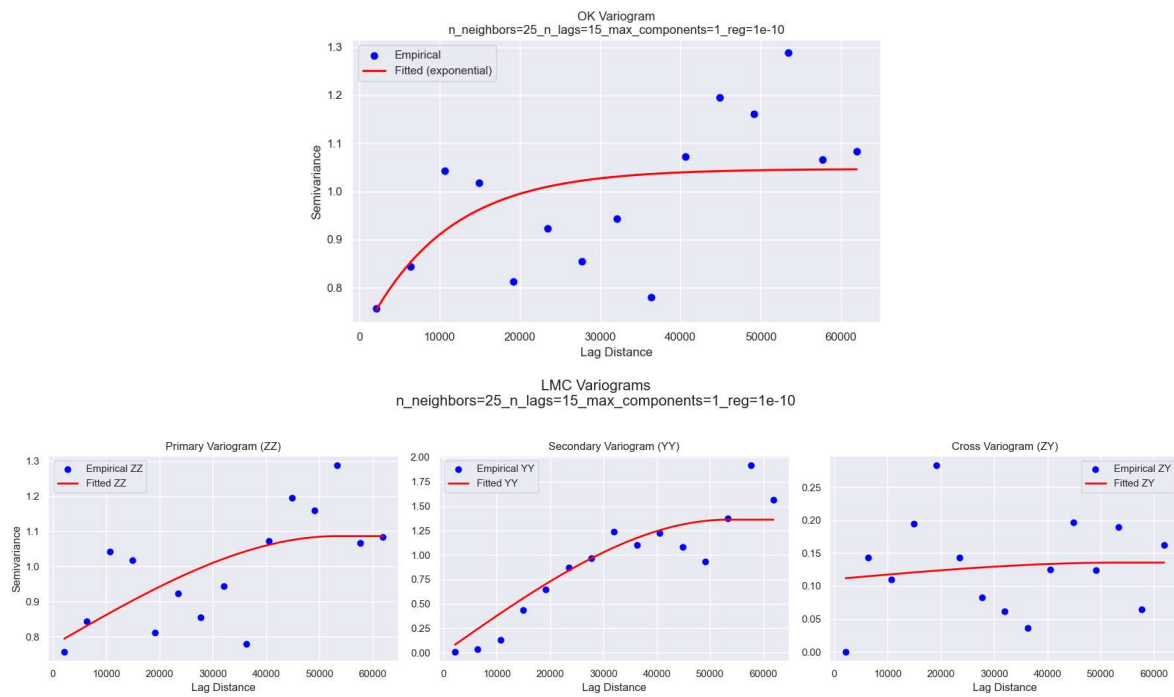 OK Variogram
n_neighbors=25_n_lags=15_max_components=1_reg=1e-10
1.3
1.2
1.1
1.0
0.9
0.8
Semivariance
Empirical
Fitted (exponential)
0
10000
20000
30000
40000
50000
60000
Lag Distance
LMC Variograms
n_neighbors=25_n_lags=15_max_components=1_reg=1e-10
Primary Variogram (ZZ)
1.3
1.2
1.1
1.0
0.9
0.8
Semivariance
Empirical ZZ
Fitted ZZ
0
10000
20000
30000
40000
50000
60000
Lag Distance
Secondary Variogram (YY)
2.00
1.75
1.50
1.25
1.00
0.75
0.50
0.25
0.00
Empirical YY
Fitted YY
0
10000
20000
30000
40000
50000
60000
Lag Distance
Cross Variogram (ZY)
0.25
0.20
0.15
0.10
0.05
0.00
Empirical ZY
Fitted ZY
0
10000
20000
30000
40000
50000
60000
Lag Distance